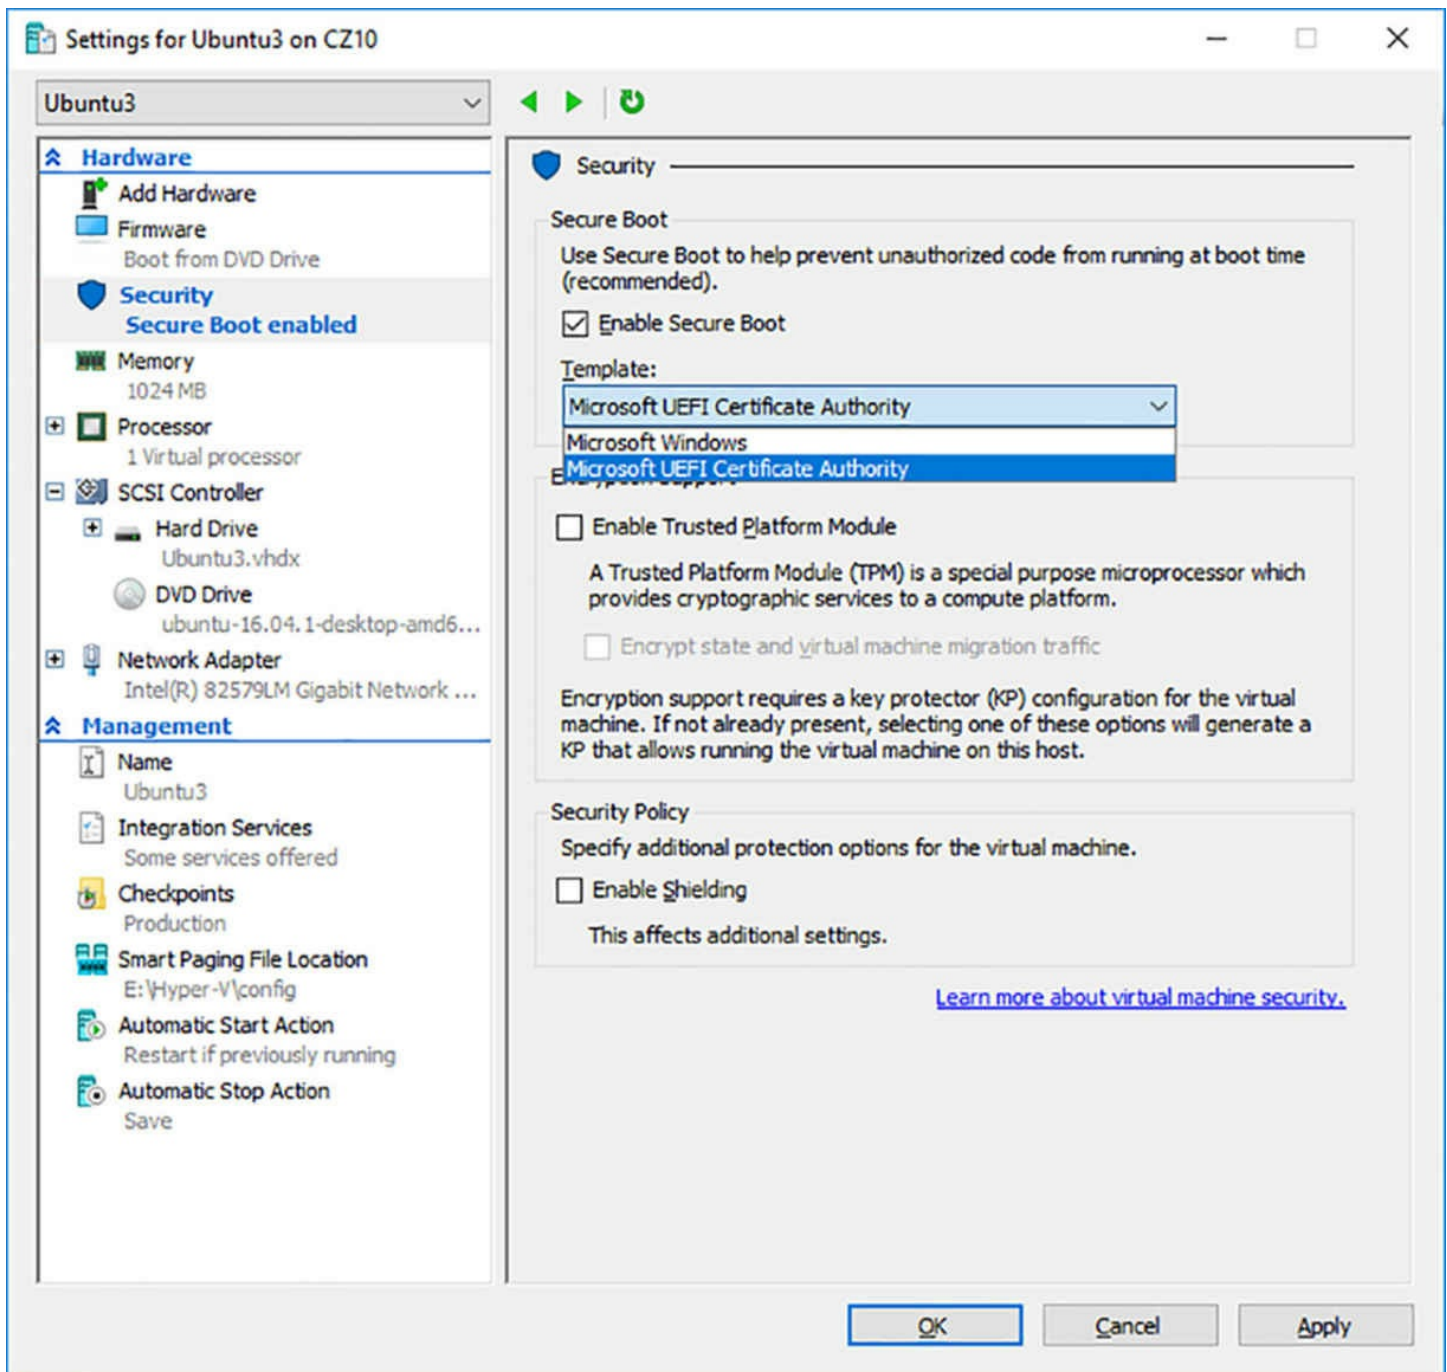 Settings for Ubuntu3 on CZ10
Ubuntu3
Hardware
Add Hardware
Firmware
Boot from DVD Drive
Security
Secure Boot enabled
Memory
1024 MB
Processor
1 Virtual processor
SCSI Controller
Hard Drive
Ubuntu3.vhdx
DVD Drive
ubuntu-16.04.1-desktop-amd6...
Network Adapter
Intel(R) 82579LM Gigabit Network ...
Management
Name
Ubuntu3
Integration Services
Some services offered
Checkpoints
Production
Smart Paging File Location
E:\Hyper-V\config
Automatic Start Action
Restart if previously running
Automatic Stop Action
Save
Security
Secure Boot
Use Secure Boot to help prevent unauthorized code from running at boot time
(recommended).
Enable Secure Boot
Template:
Microsoft UEFI Certificate Authority
Microsoft Windows
Microsoft UEFI Certificate Authority
Encryption Support
Enable Trusted Platform Module
A Trusted Platform Module (TPM) is a special purpose microprocessor which
provides cryptographic services to a compute platform.
Encrypt state and virtual machine migration traffic
Encryption support requires a key protector (KP) configuration for the virtual
machine. If not already present, selecting one of these options will generate a
KP that allows running the virtual machine on this host.
Security Policy
Specify additional protection options for the virtual machine.
Enable Shielding
This affects additional settings.
Learn more about virtual machine security.
OK
Cancel
Apply